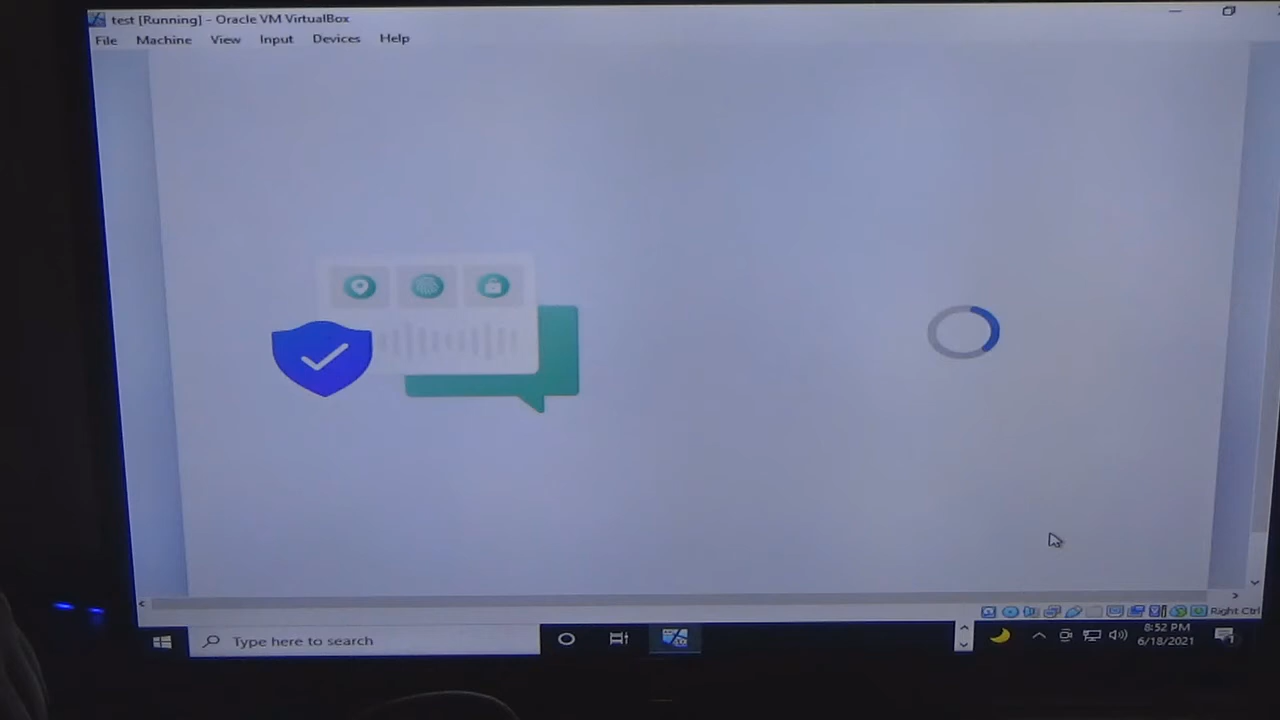 test [Running] - Oracle VM VirtualBox
File Machine View Input Devices Help
Right Ctrl
Type here to search
8:52 PM
6/18/2021
1